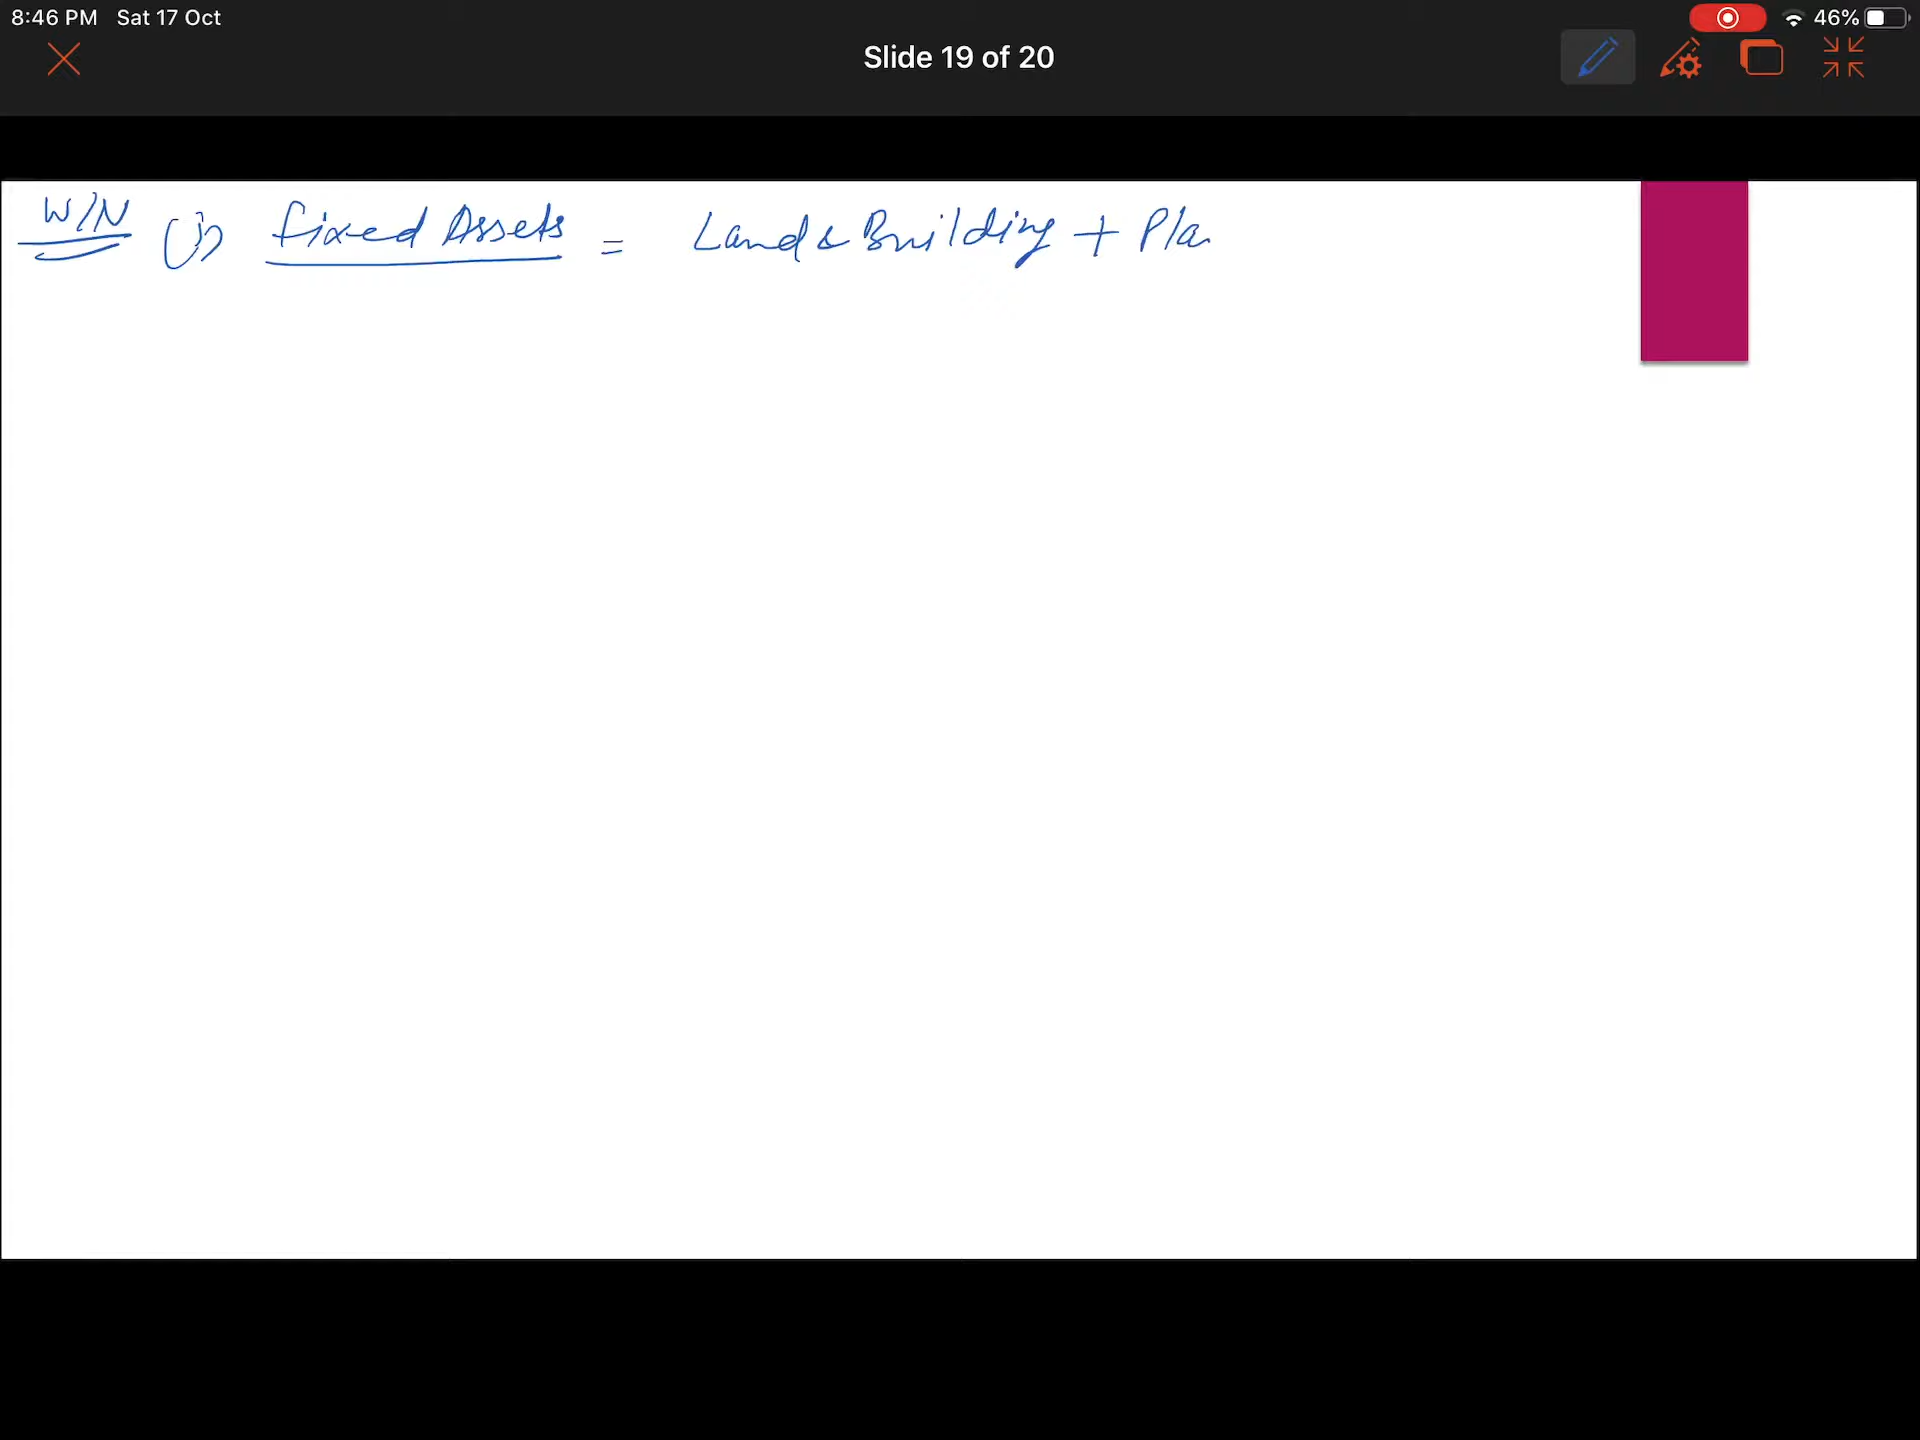 8:46 PM Sat 17 Oct
46%
Slide 19 of 20
W/N (i) Fixed Assets = Land & Building + Pla